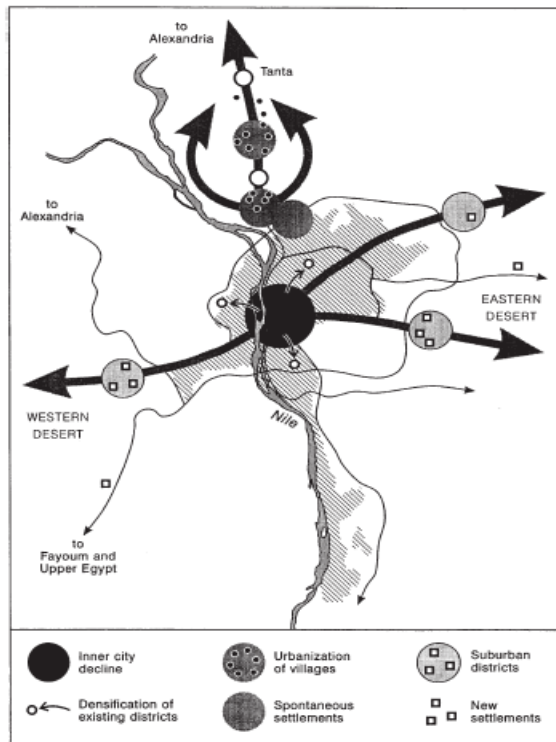 to
Alexandria
Tanta
to
Alexandria
EASTERN
DESERT
WESTERN
DESERT
Nile
to
Fayoum and
Upper Egypt
Inner city
decline
Urbanization
of villages
Suburban
districts
Densification of
existing districts
Spontaneous
settlements
New
settlements